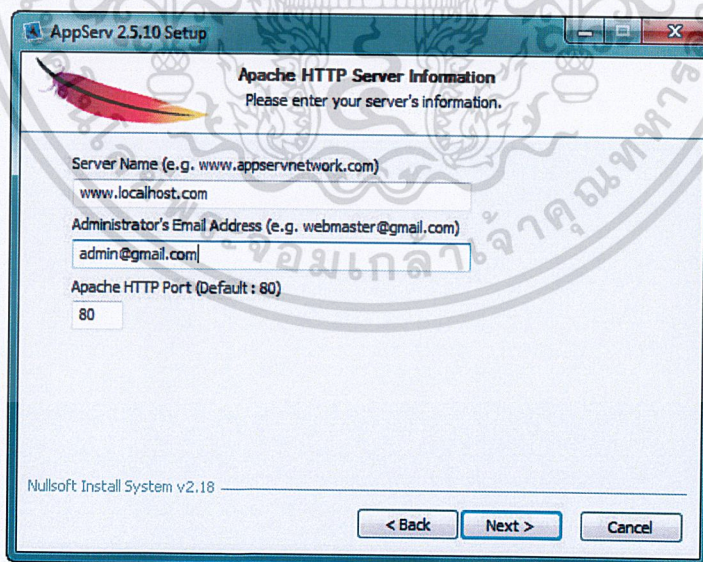 AppServ 2.5.10 Setup
Apache HTTP Server Information
Please enter your server's information.
Server Name (e.g. www.appservnetwork.com)
www.localhost.com
Administrator's Email Address (e.g. webmaster@gmail.com)
admin@gmail.com
Apache HTTP Port (Default : 80)
80
Nullsoft Install System v2.18
< Back Next > Cancel